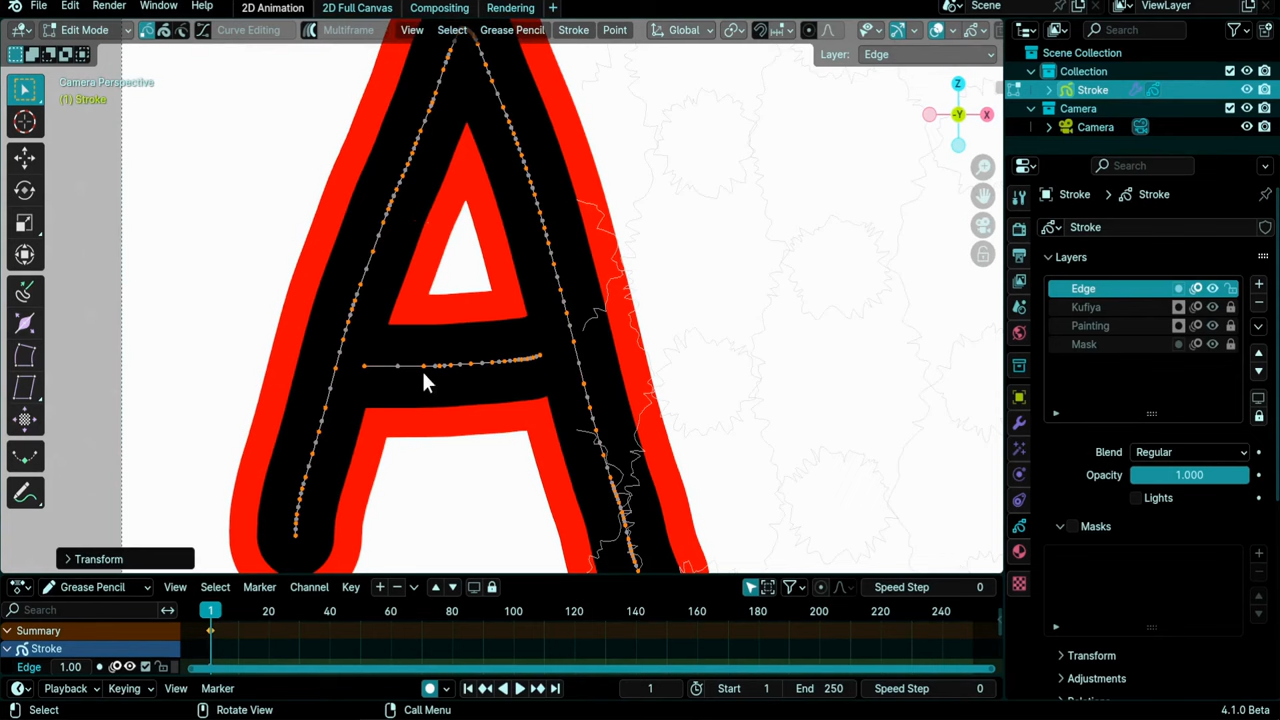 File Edit Render Window Help 2D Animation 2D Full Canvas Compositing Rendering + Scene ViewLayer
Edit Mode Curve Editing Multiframe View Select Grease Pencil Stroke Point Global Search
Layer: Edge
Camera Perspective
(1) Stroke
Scene Collection
Collection
Stroke
Camera
Camera
Search
Stroke Stroke
Stroke
Layers
Edge
Kufiya
Painting
Mask
Blend Regular
Opacity 1.000
Lights
Masks
Transform
Adjustments
Z
-Y
X
A
Transform
Grease Pencil View Select Marker Channel Key Speed Step 0
Search 1 20 40 60 80 100 120 140 160 180 200 220 240
Summary
Stroke
Edge 1.00
Playback Keying View Marker 1 Start 1 End 250 Speed Step 0
Select Rotate View Call Menu 4.1.0 Beta